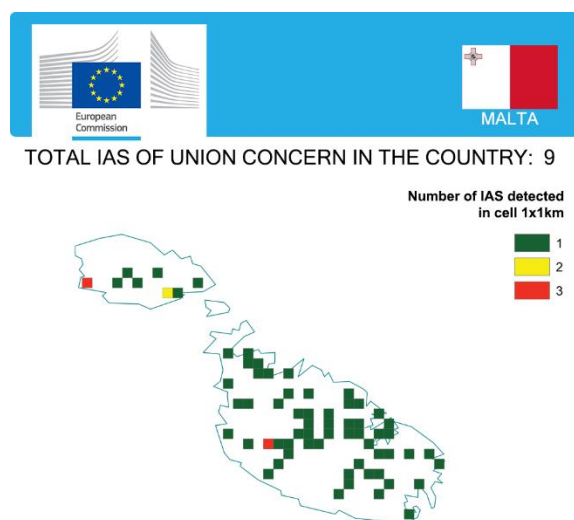 European
Commission
MALTA
TOTAL IAS OF UNION CONCERN IN THE COUNTRY: 9
Number of IAS detected
in cell 1x1km
1
2
3